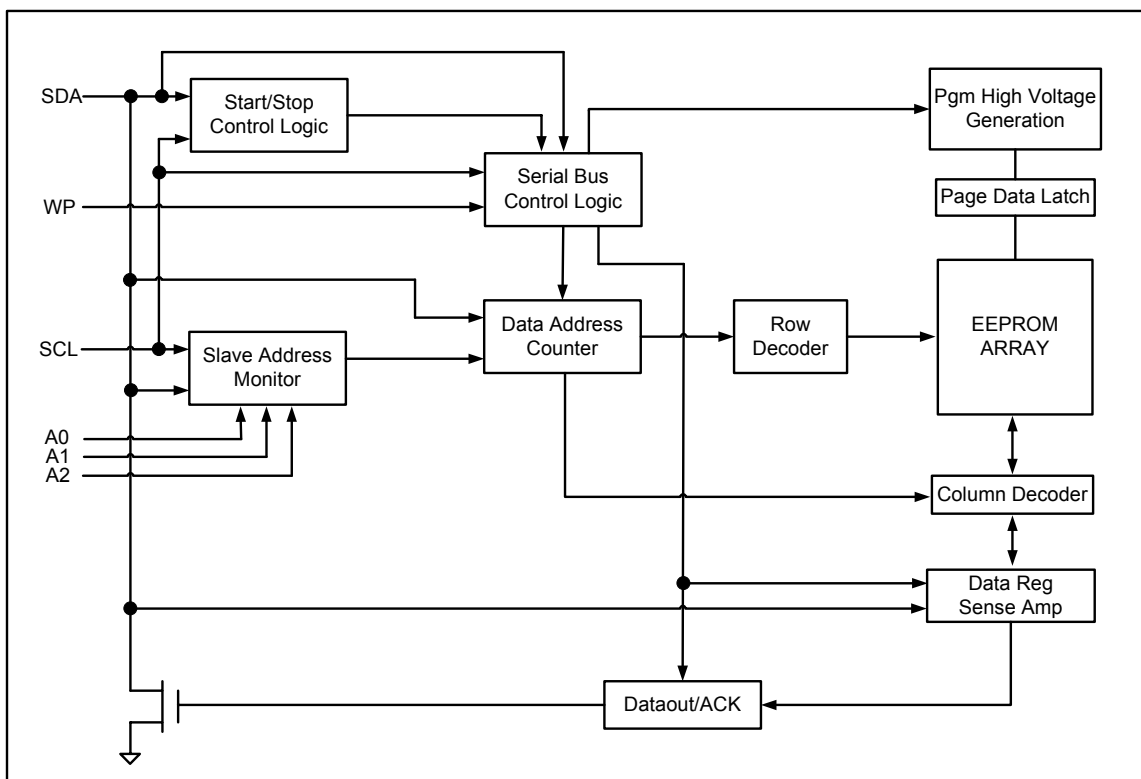 SDA
Start/Stop
Control Logic
Pgm High Voltage
Generation
Serial Bus
Control Logic
WP
Page Data Latch
Data Address
Counter
Row
Decoder
EEPROM
ARRAY
SCL
Slave Address
Monitor
A0
A1
A2
Column Decoder
Data Reg
Sense Amp
Dataout/ACK